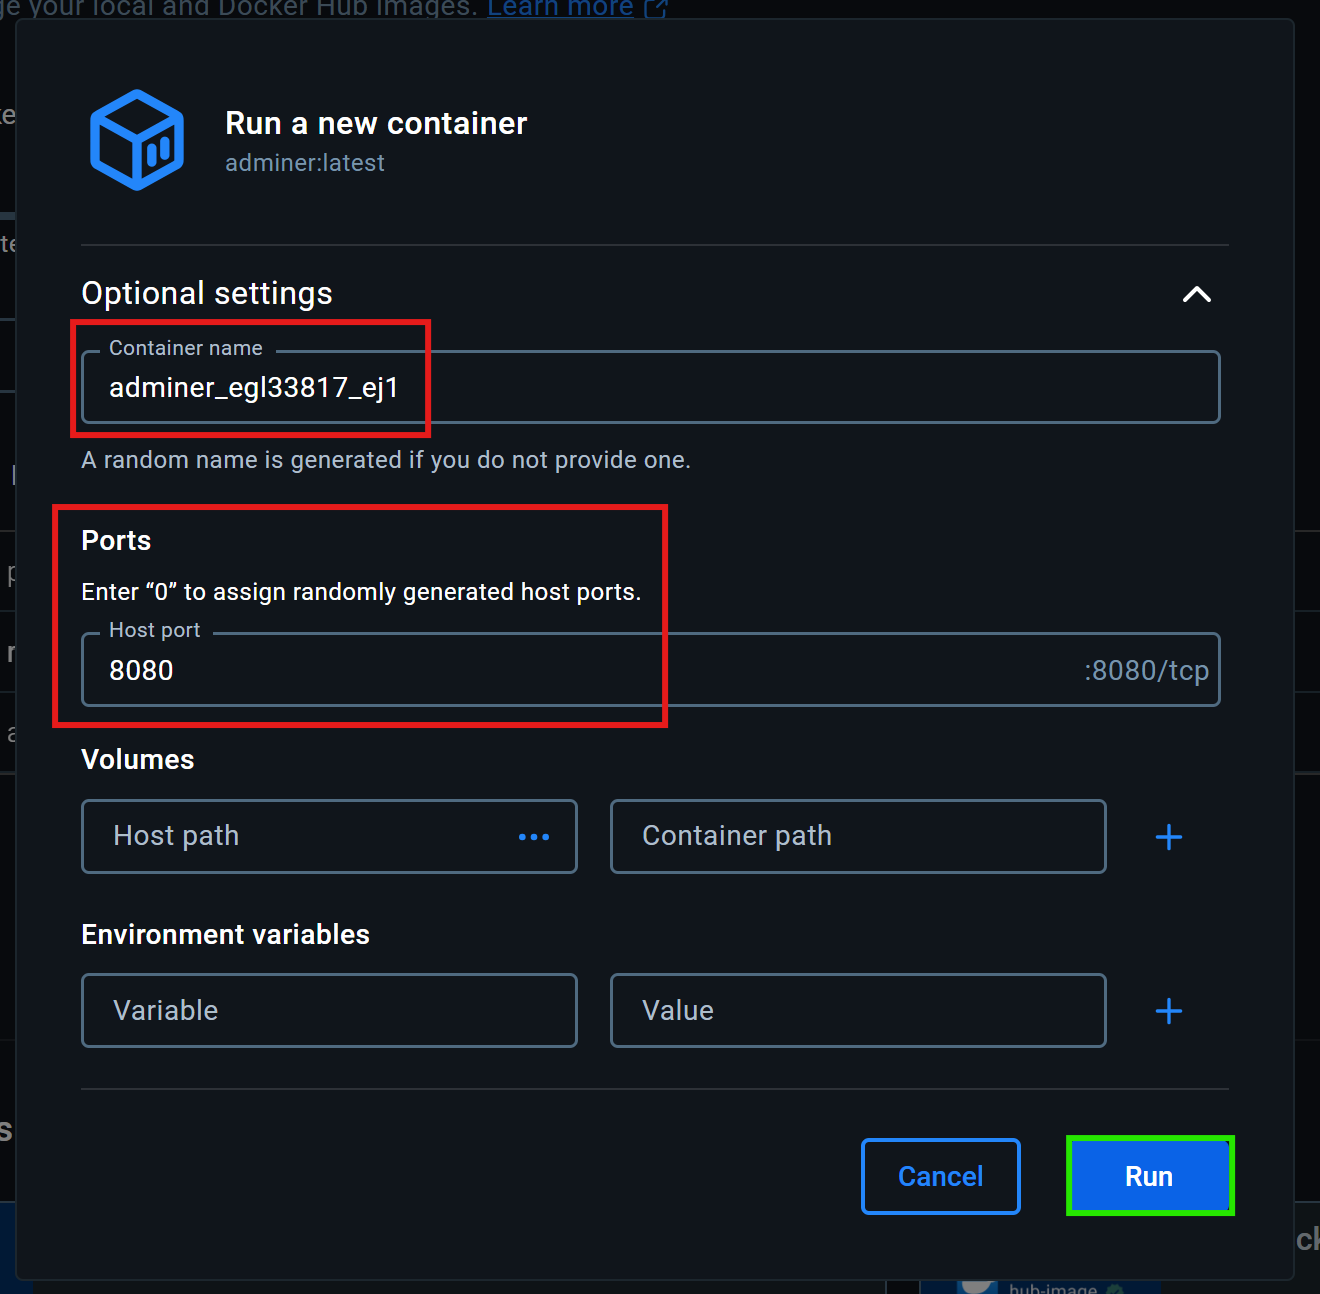 ge your local and Docker Hub images. Learn more
Run a new container
adminer:latest
Optional settings
Container name
adminer_egl33817_ej1
A random name is generated if you do not provide one.
Ports
Enter “0” to assign randomly generated host ports.
Host port
8080 :8080/tcp
Volumes
Host path Container path
Environment variables
Variable Value
Cancel Run
hub-image